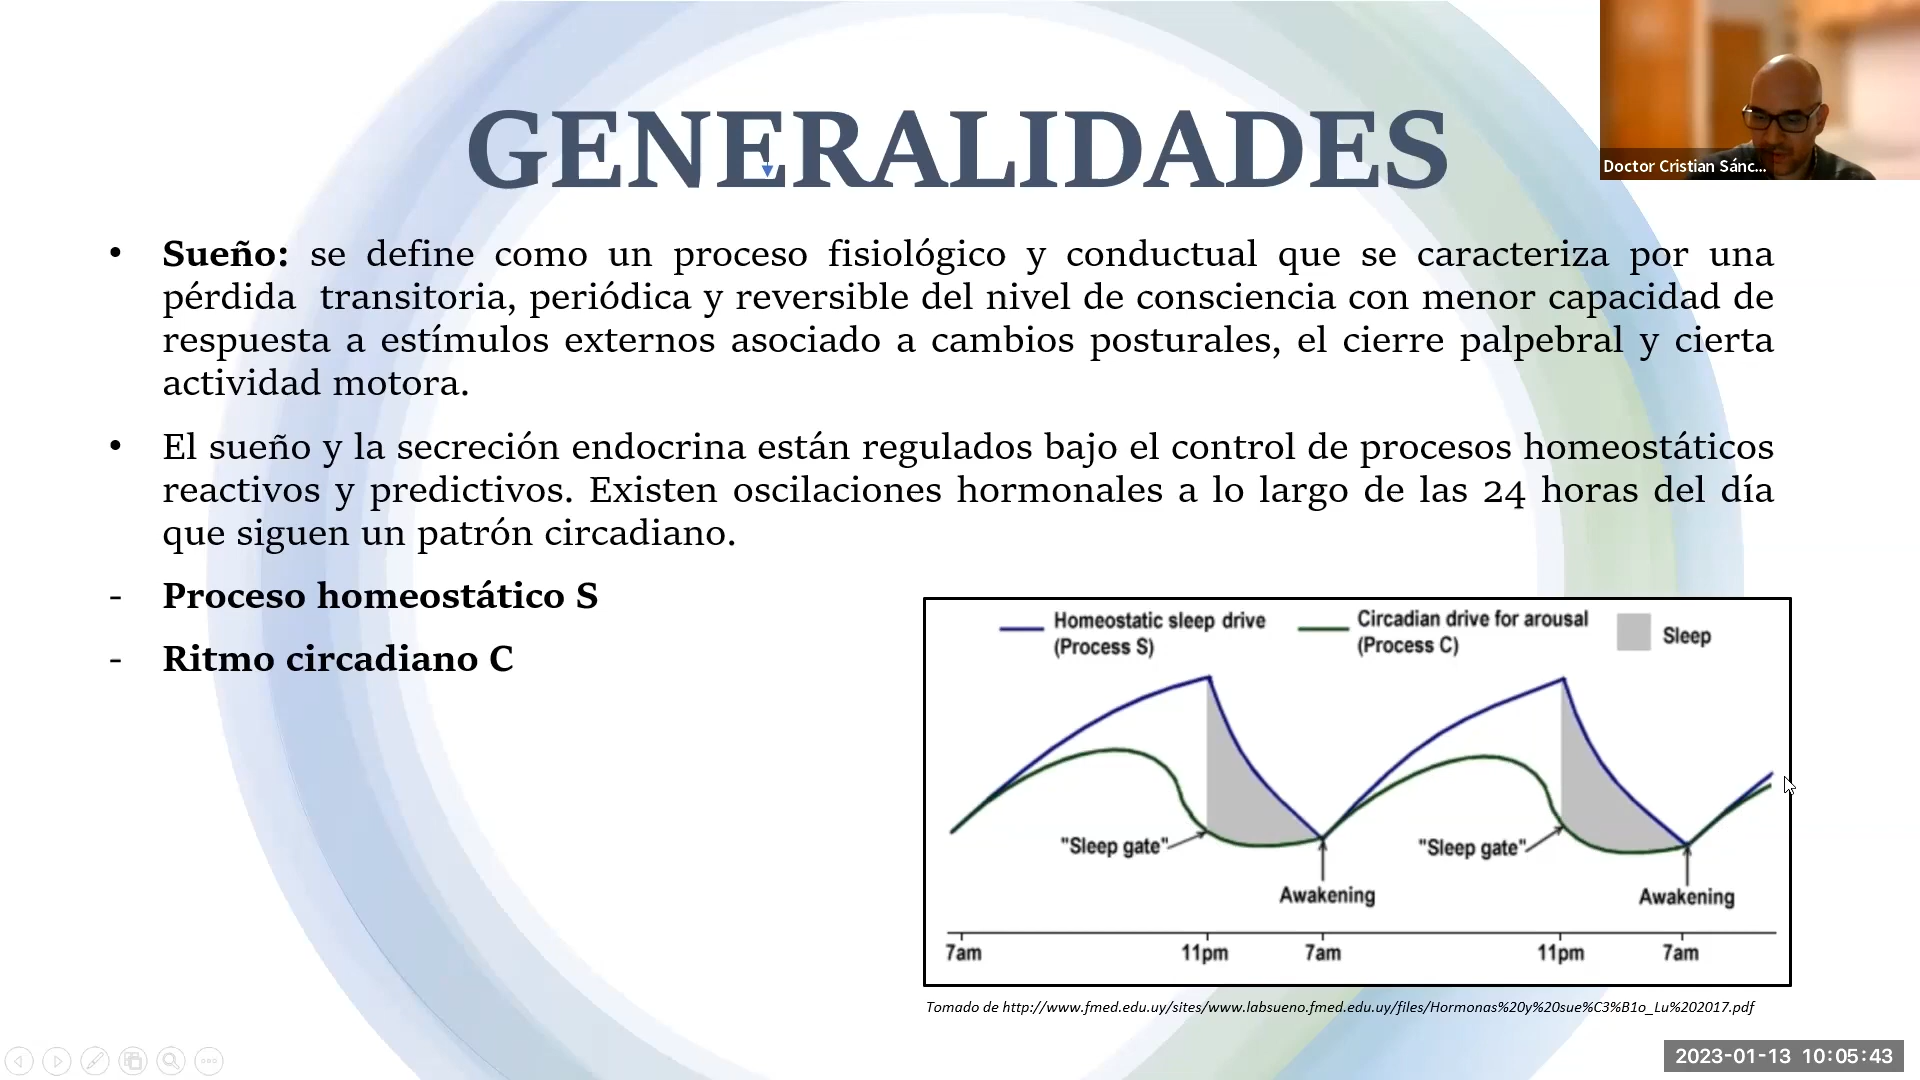 GENERALIDADES
Doctor Cristian Sánc...
• Sueño: se define como un proceso fisiológico y conductual que se caracteriza por una
pérdida transitoria, periódica y reversible del nivel de consciencia con menor capacidad de
respuesta a estímulos externos asociado a cambios posturales, el cierre palpebral y cierta
actividad motora.
• El sueño y la secreción endocrina están regulados bajo el control de procesos homeostáticos
reactivos y predictivos. Existen oscilaciones hormonales a lo largo de las 24 horas del día
que siguen un patrón circadiano.
- Proceso homeostático S
- Ritmo circadiano C
Homeostatic sleep drive
(Process S)
Circadian drive for arousal
(Process C)
Sleep
"Sleep gate"
"Sleep gate"
Awakening
Awakening
7am 11pm 7am 11pm 7am
Tomado de http://www.fmed.edu.uy/sites/www.labsueno.fmed.edu.uy/files/Hormonas%20y%20sue%C3%B1o_Lu%202017.pdf
2023-01-13 10:05:43